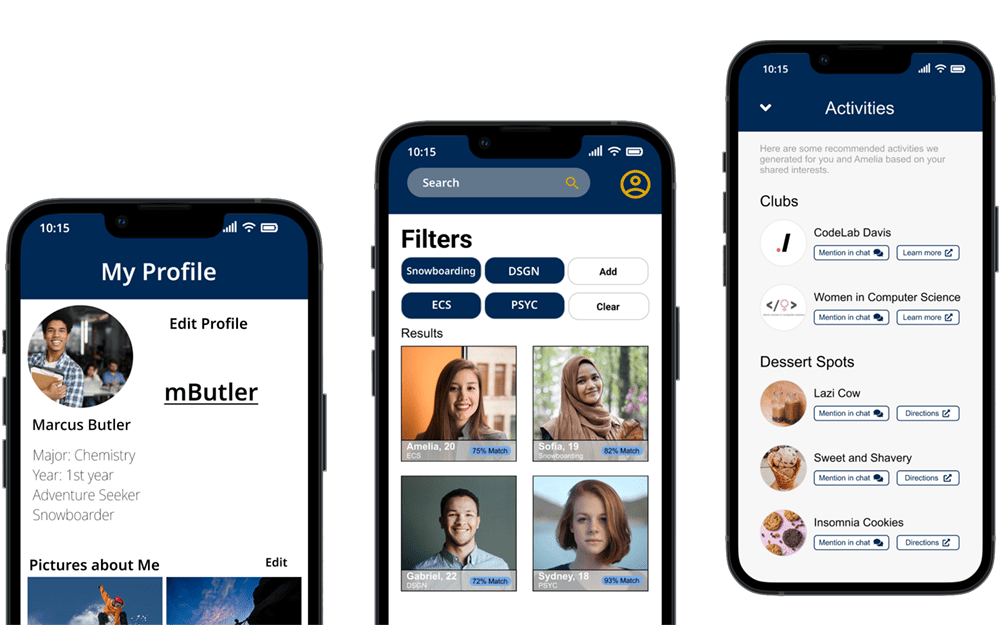 10:15
My Profile
Edit Profile
mButler
Marcus Butler
Major: Chemistry
Year: 1st year
Adventure Seeker
Snowboarder
Pictures about Me
Edit
10:15
Search
Filters
Snowboarding
DSGN
Add
ECS
PSYC
Clear
Results
Amelia, 20
ECS
75% Match
Sofia, 19
Snowboarding
82% Match
Gabriel, 22
DSGN
72% Match
Sydney, 18
PSYC
93% Match
10:15
Activities
Here are some recommended activities we
generated for you and Amelia based on your
shared interests.
Clubs
CodeLab Davis
Mention in chat
Learn more
</>
Women in Computer Science
Mention in chat
Learn more
Dessert Spots
Lazi Cow
Mention in chat
Directions
Sweet and Shavery
Mention in chat
Directions
Insomnia Cookies
Mention in chat
Directions